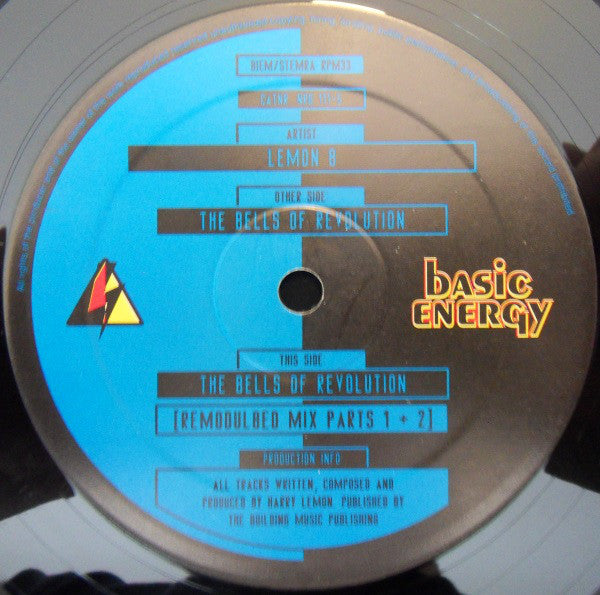 BIEM/STEMRA RPM33
KATNR.
ARTIST
LEMON 8
OTHER SIDE
THE BELLS OF REVOLUTION
basic
ENERGY
THIS SIDE
THE BELLS OF REVOLUTION
[REMODULBED MIX PARTS 1 + 2]
PRODUCTION INFO
ALL TRACKS WRITTEN, COMPOSED AND
PRODUCED BY HARRY LEMON. PUBLISHED BY
THE BUILDING MUSIC PUBLISHING